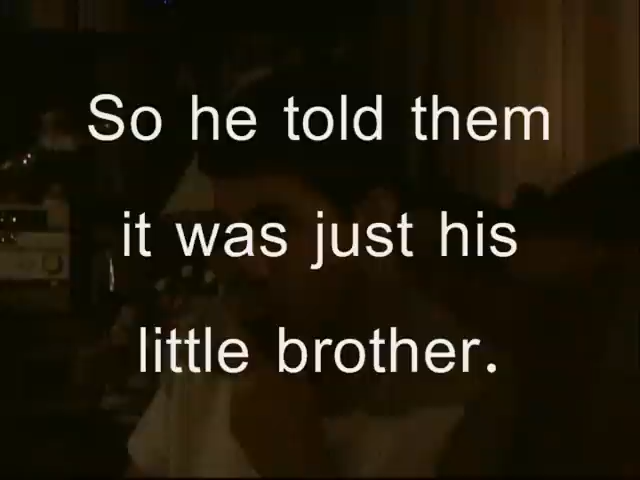 So he told them
it was just his
little brother.